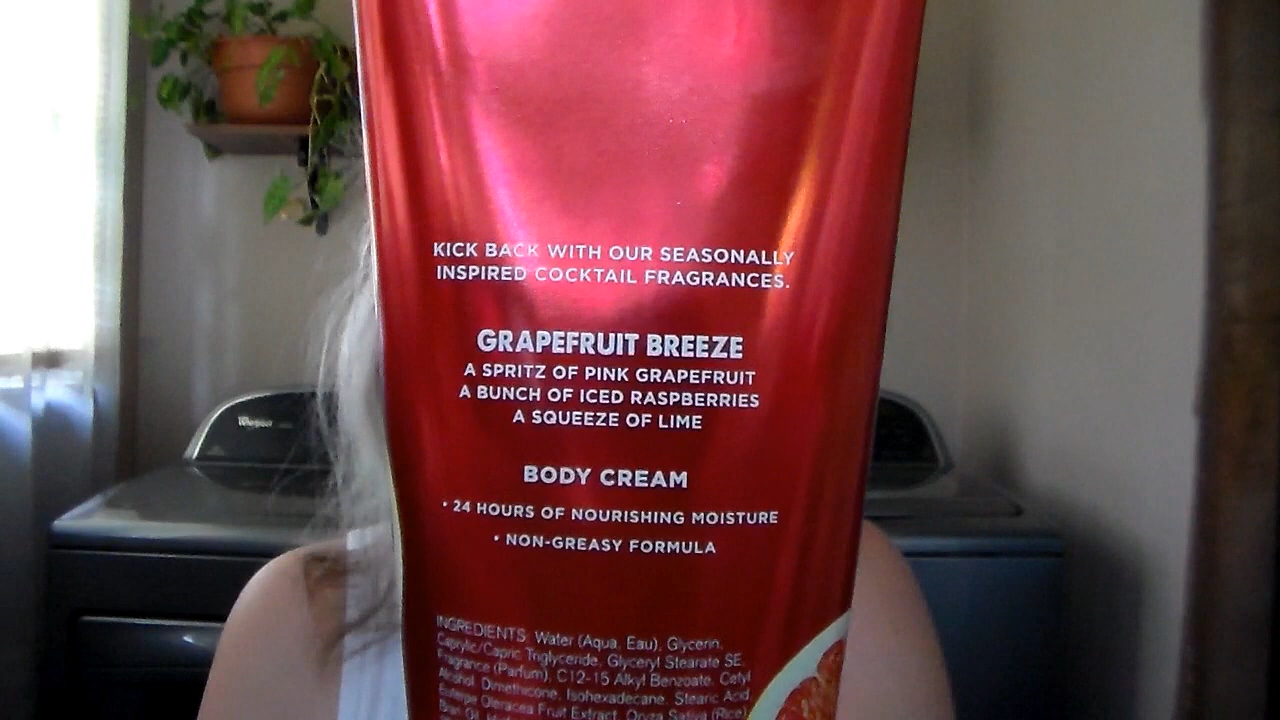 KICK BACK WITH OUR SEASONALLY
INSPIRED COCKTAIL FRAGRANCES.
GRAPEFRUIT BREEZE
A SPRITZ OF PINK GRAPEFRUIT
A BUNCH OF ICED RASPBERRIES
A SQUEEZE OF LIME
BODY CREAM
• 24 HOURS OF NOURISHING MOISTURE
• NON-GREASY FORMULA
INGREDIENTS: Water (Aqua, Eau), Glycerin,
Caprylic/Capric Triglyceride, Glyceryl Stearate SE,
Fragrance (Parfum), C12-15 Alkyl Benzoate, Cetyl
Alcohol, Dimethicone, Isohexadecane, Stearic Acid,
Euterpe Oleracea Fruit Extract, Oryza Sativa (Rice)
Bran Oil,
Whirlpool